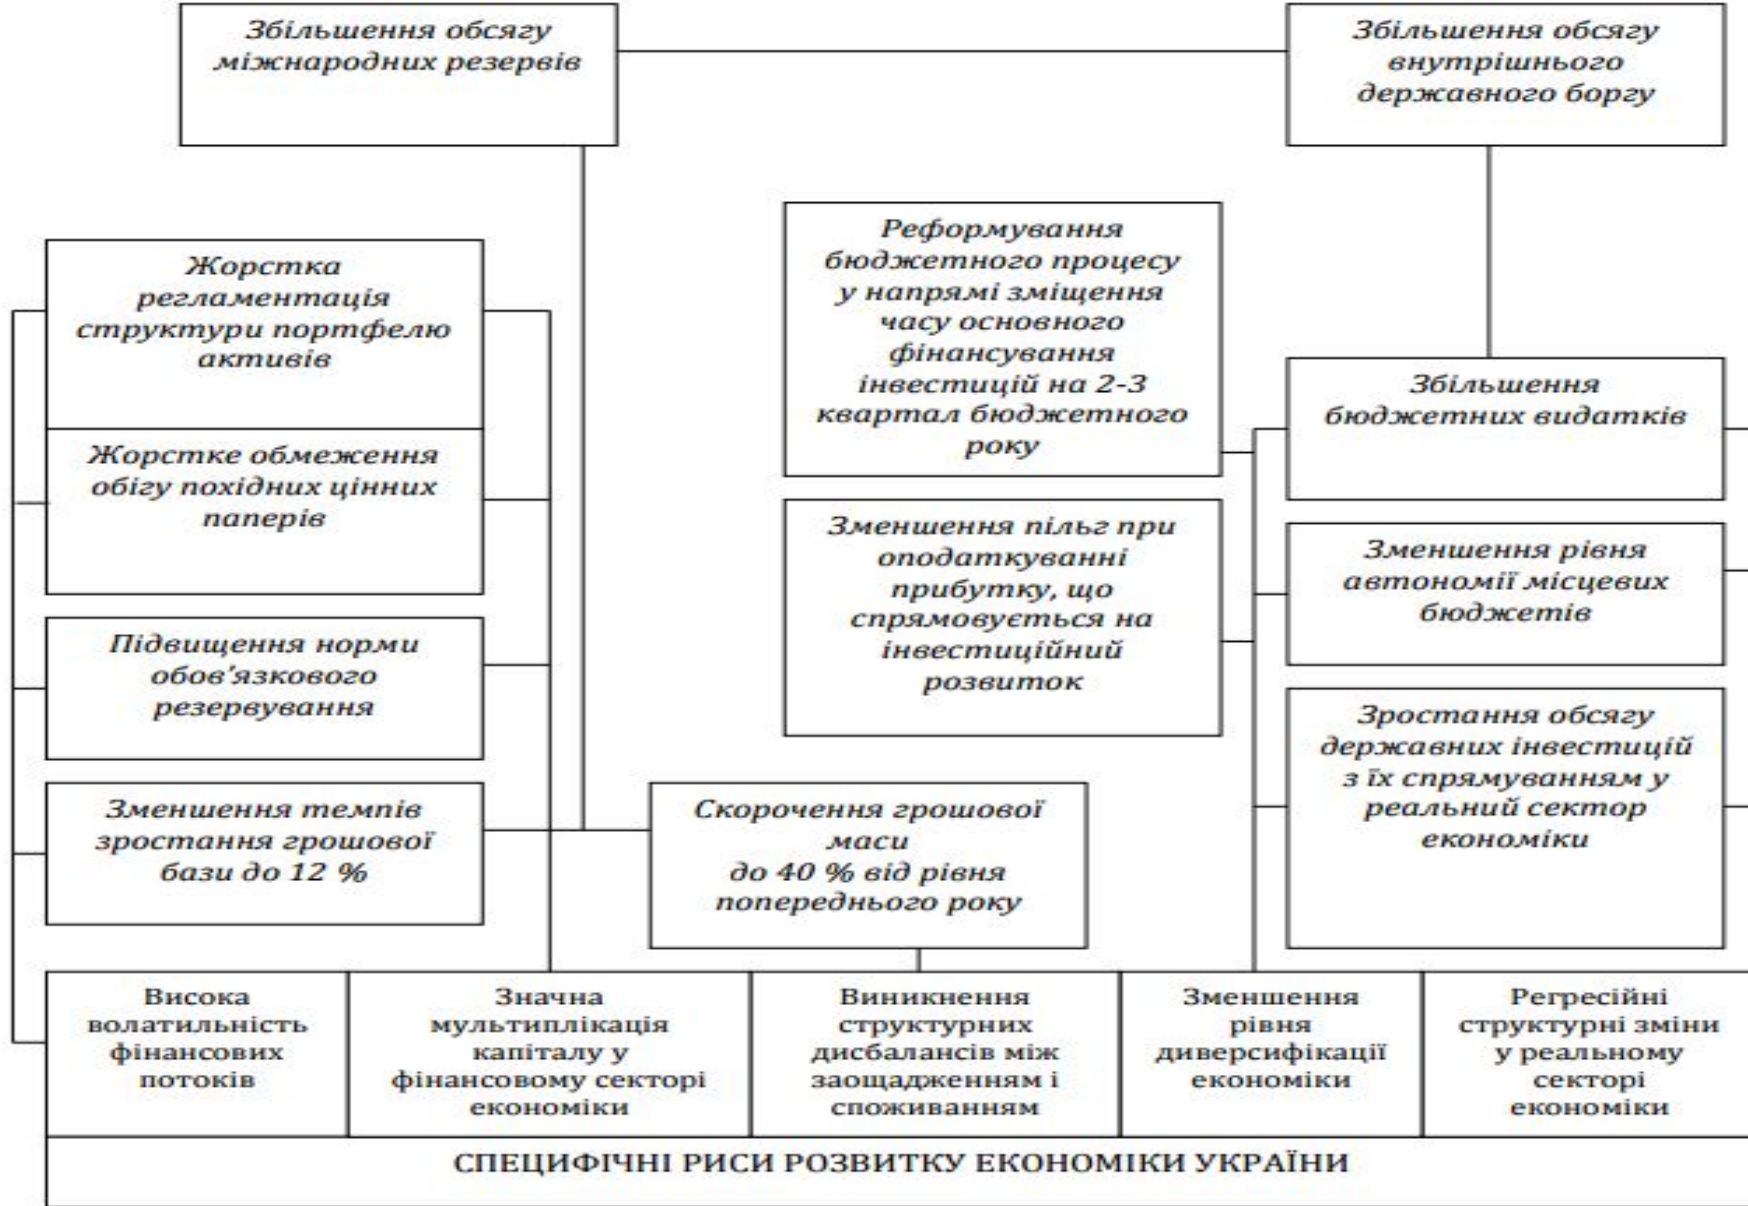 Збільшення обсягу
міжнародних резервів
Збільшення обсягу
внутрішнього
державного боргу
Жорстка
регламентація
структури портфелю
активів
Жорстке обмеження
обігу похідних цінних
паперів
Підвищення норми
обов'язкового
резервування
Зменшення темпів
зростання грошової
бази до 12 %
Реформування
бюджетного процесу
у напрямі зміщення
часу основного
фінансування
інвестицій на 2-3
квартал бюджетного
року
Зменшення пільг при
оподаткуванні
прибутку, що
спрямовується на
інвестиційний
розвиток
Скорочення грошової
маси
до 40 % від рівня
попереднього року
Збільшення
бюджетних видатків
Зменшення рівня
автономії місцевих
бюджетів
Зростання обсягу
державних інвестицій
з їх спрямуванням у
реальний сектор
економіки
Висока
волатильність
фінансових
потоків
Значна
мультиплікація
капіталу у
фінансовому секторі
економіки
Виникнення
структурних
дисбалансів між
заощадженням і
споживанням
Зменшення
рівня
диверсифікації
економіки
Регресійні
структурні зміни
у реальному
секторі
економіки
СПЕЦИФІЧНІ РИСИ РОЗВИТКУ ЕКОНОМІКИ УКРАЇНИ